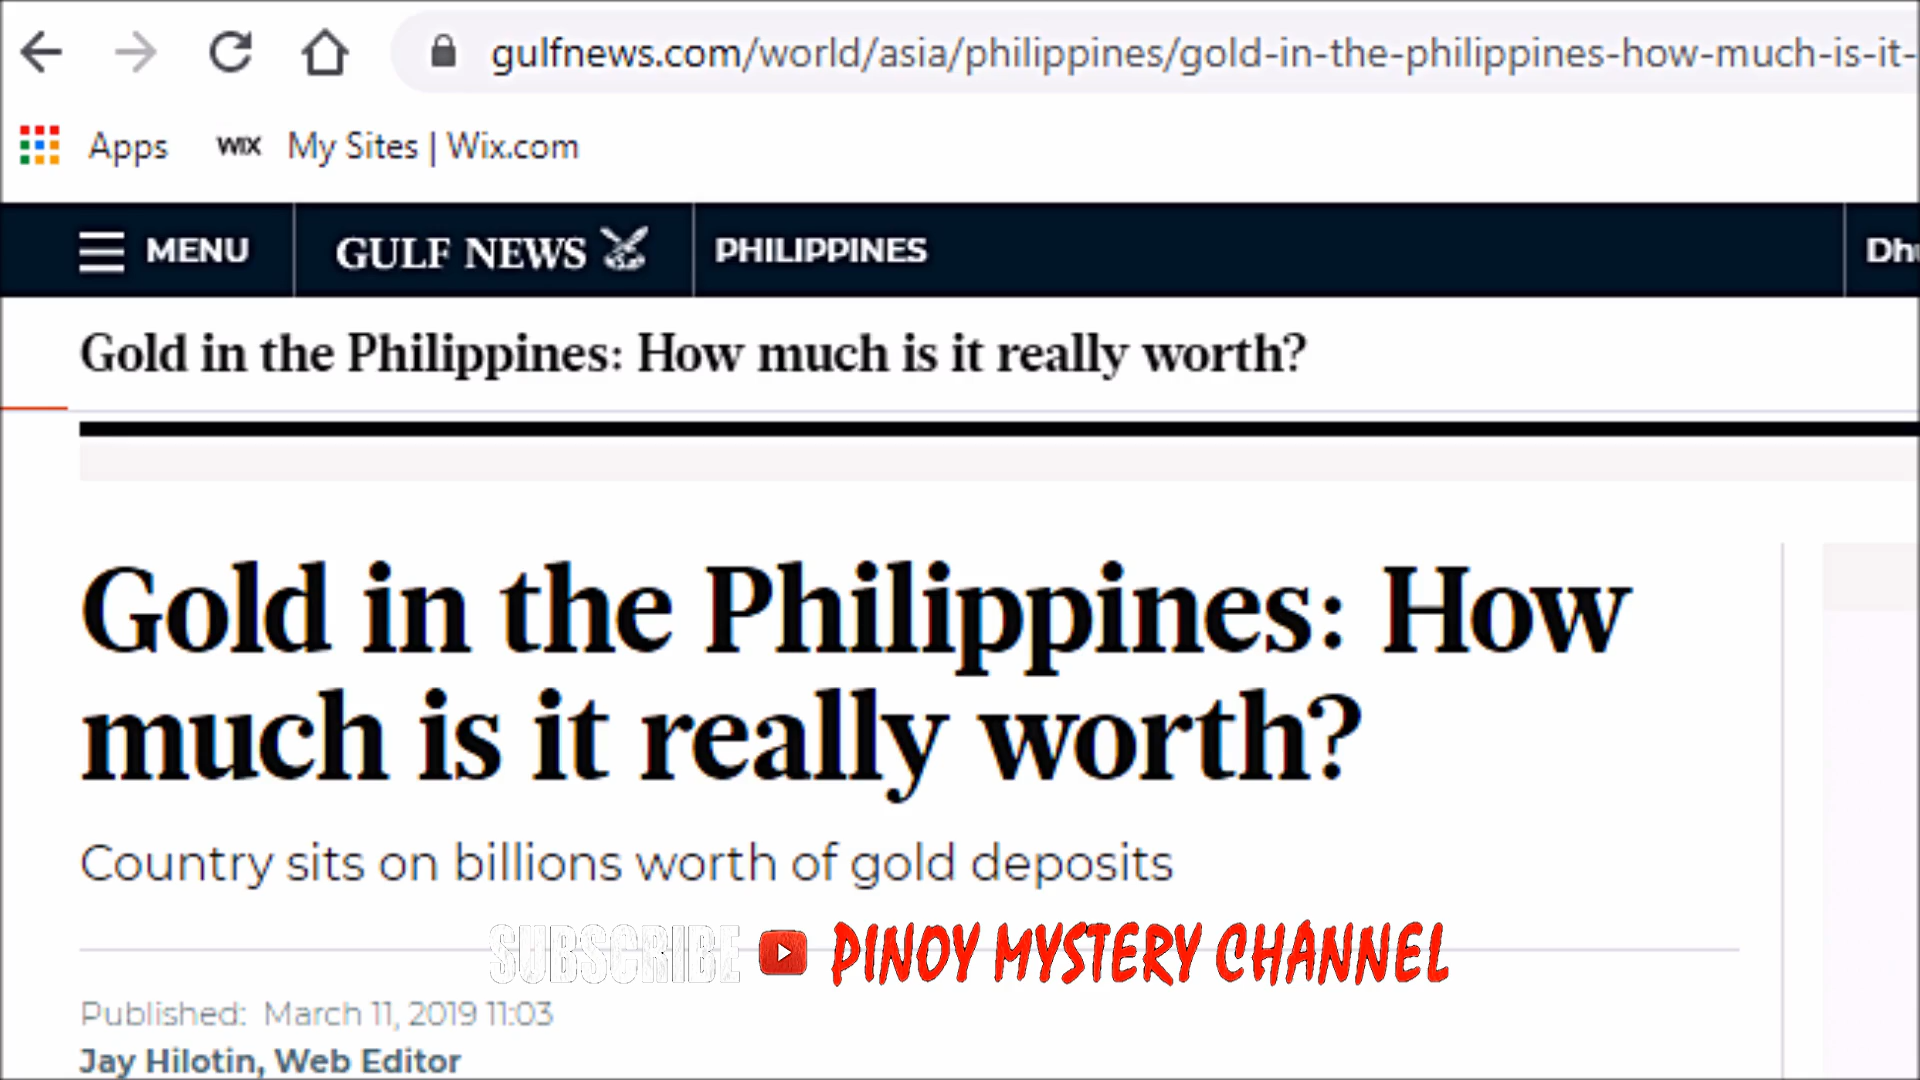 gulfnews.com/world/asia/philippines/gold-in-the-philippines-how-much-is-it-
Apps WIX My Sites | Wix.com
MENU GULF NEWS PHILIPPINES
Gold in the Philippines: How much is it really worth?
Gold in the Philippines: How
much is it really worth?
Country sits on billions worth of gold deposits
SUBSCRIBE PINOY MYSTERY CHANNEL
Published: March 11, 2019 11:03
Jay Hilotin, Web Editor